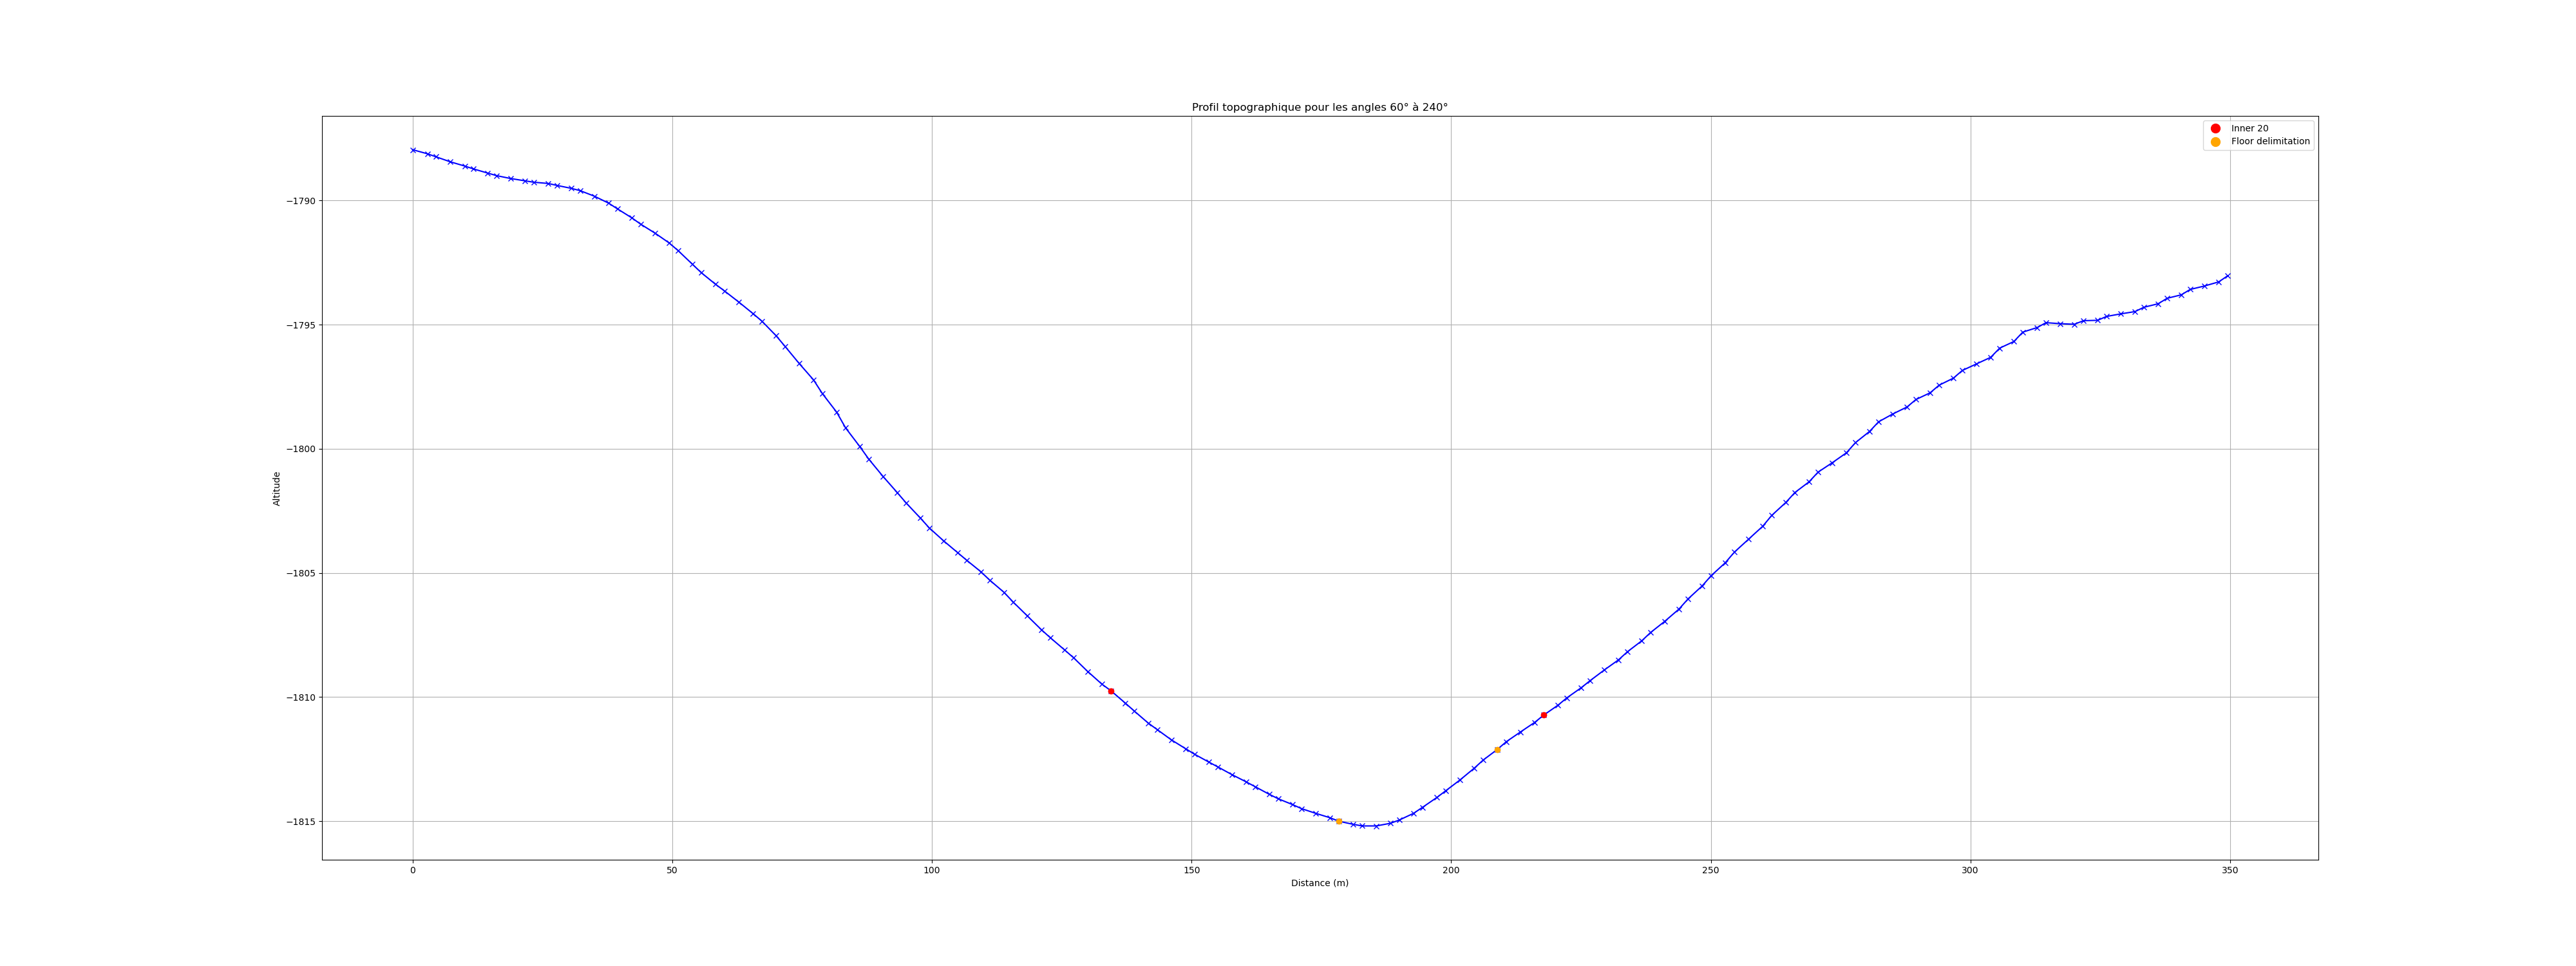 Profil topographique pour les angles 60° à 240°
Inner 20
Floor delimitation
−1790
−1795
−1800
−1805
−1810
−1815
Altitude
0 50 100 150 200 250 300 350
Distance (m)